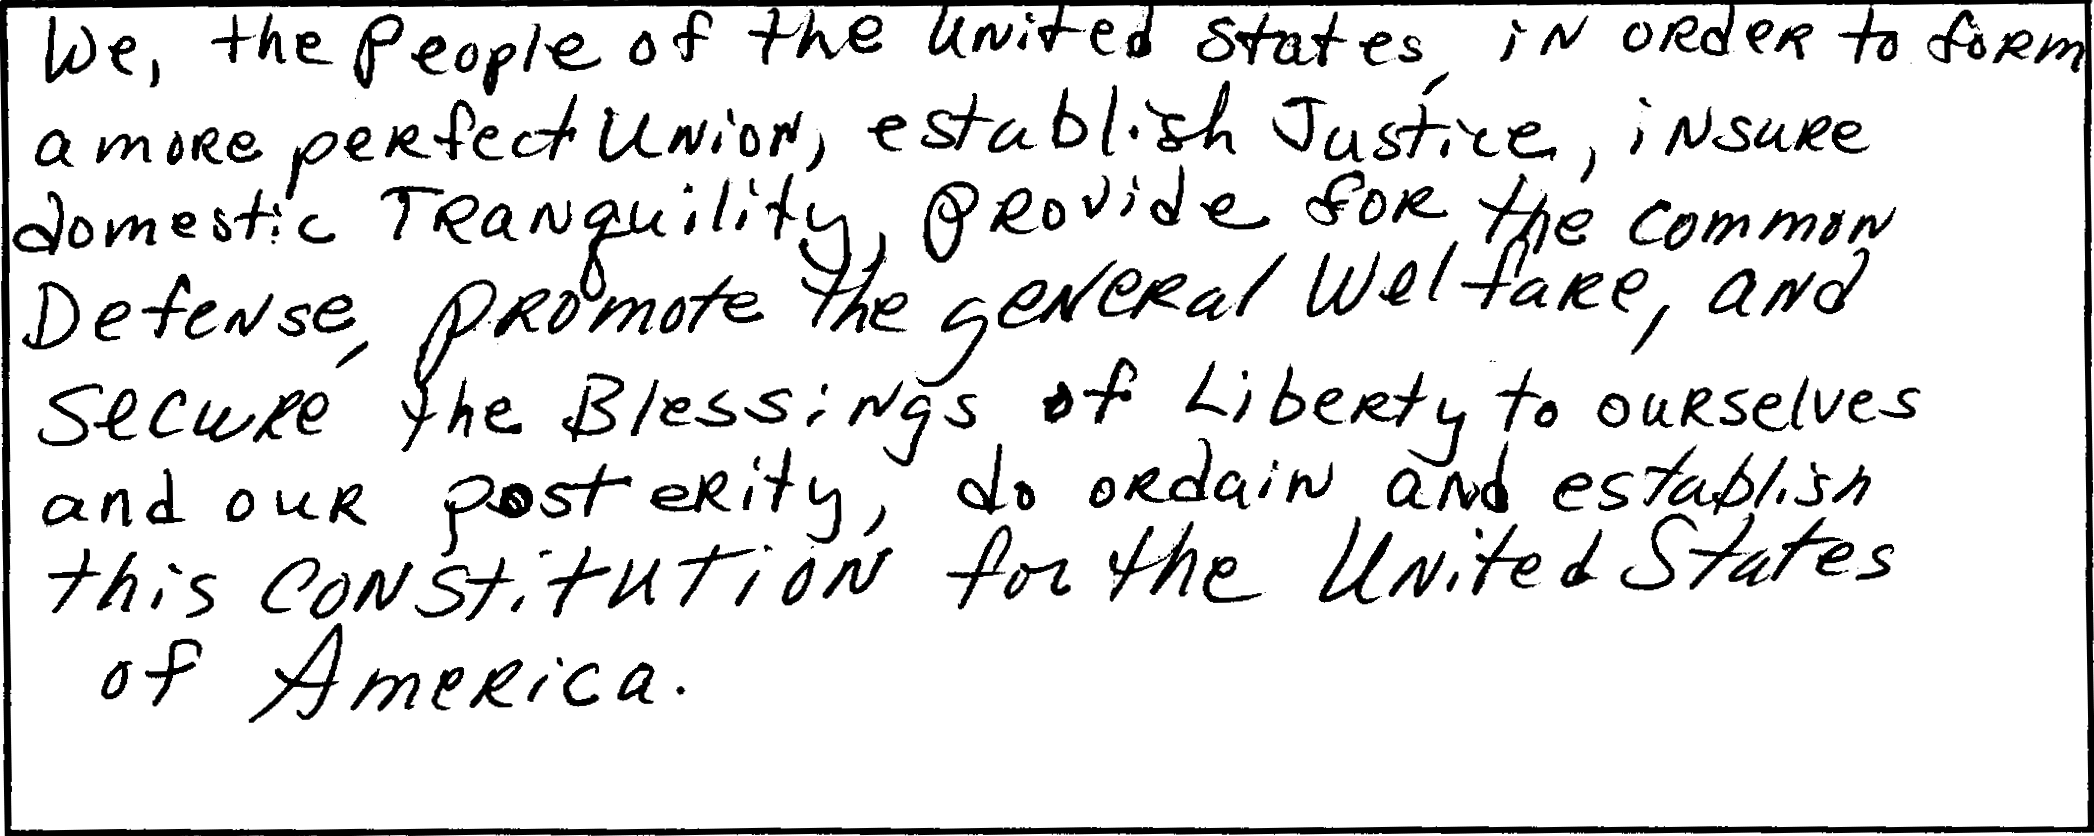 We, the People of the United States, in order to form
a more perfect Union, establish Justice, insure
domestic Tranquility, Provide for the common
Defense, promote the general Welfare, and
Secure the Blessings of Liberty to ourselves
and our posterity, do ordain and establish
this Constitution for the United States
of America.